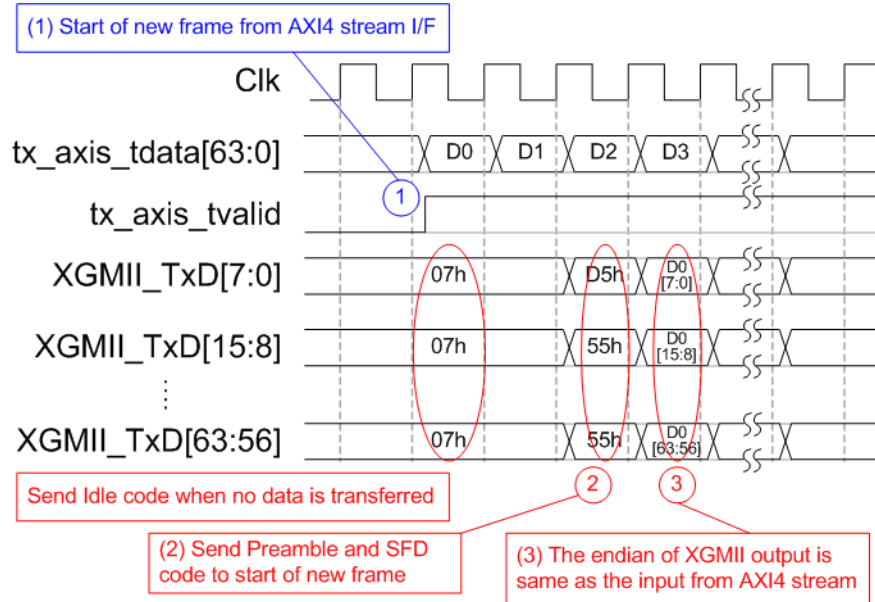 (1) Start of new frame from AXI4 stream I/F
Clk
tx_axis_tdata[63:0] D0 D1 D2 D3
1
tx_axis_tvalid
XGMII_TxD[7:0] 07h D5h D0 [7:0]
XGMII_TxD[15:8] 07h 55h D0 [15:8]
XGMII_TxD[63:56] 07h 55h D0 [63:56]
Send Idle code when no data is transferred
2 3
(2) Send Preamble and SFD
code to start of new frame
(3) The endian of XGMII output is
same as the input from AXI4 stream